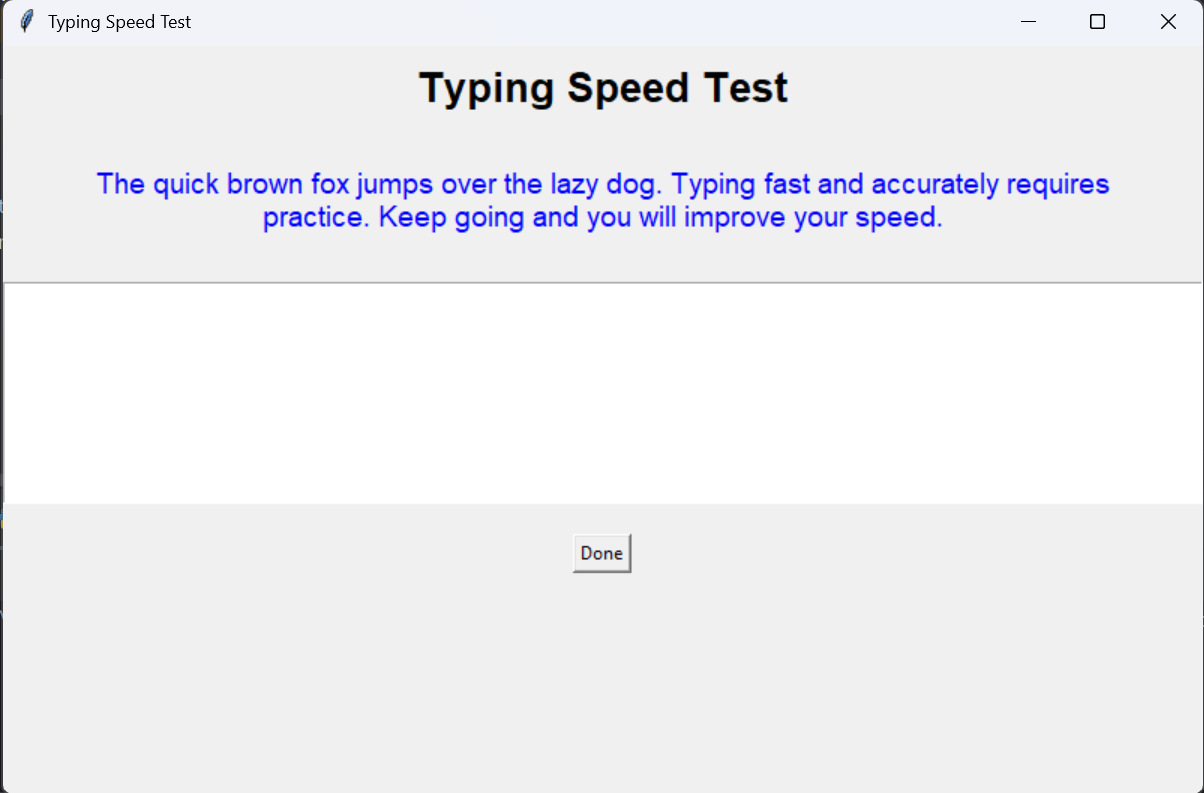 Typing Speed Test
Typing Speed Test
The quick brown fox jumps over the lazy dog. Typing fast and accurately requires
practice. Keep going and you will improve your speed.
Done